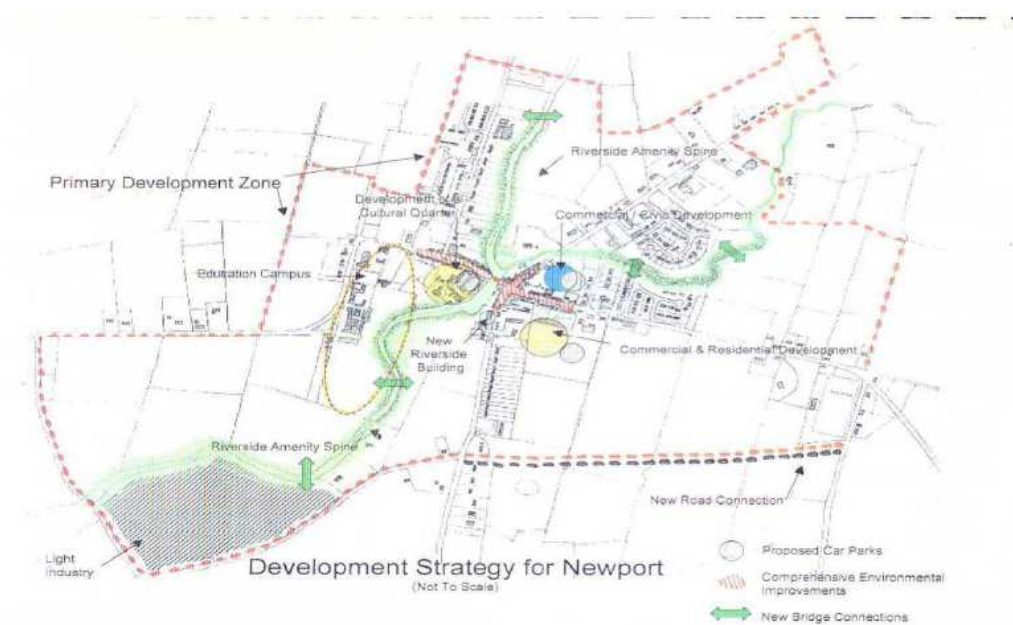 Riverside Amenity Spine
Primary Development Zone
Development of a
Cultural Quarter
Commercial / Civic Development
Education Campus
New
Riverside
Building
Commercial & Residential Development
Riverside Amenity Spine
New Road Connection
Light
Industry
Development Strategy for Newport
(Not To Scale)
Proposed Car Parks
Comprehensive Environmental
Improvements
New Bridge Connections